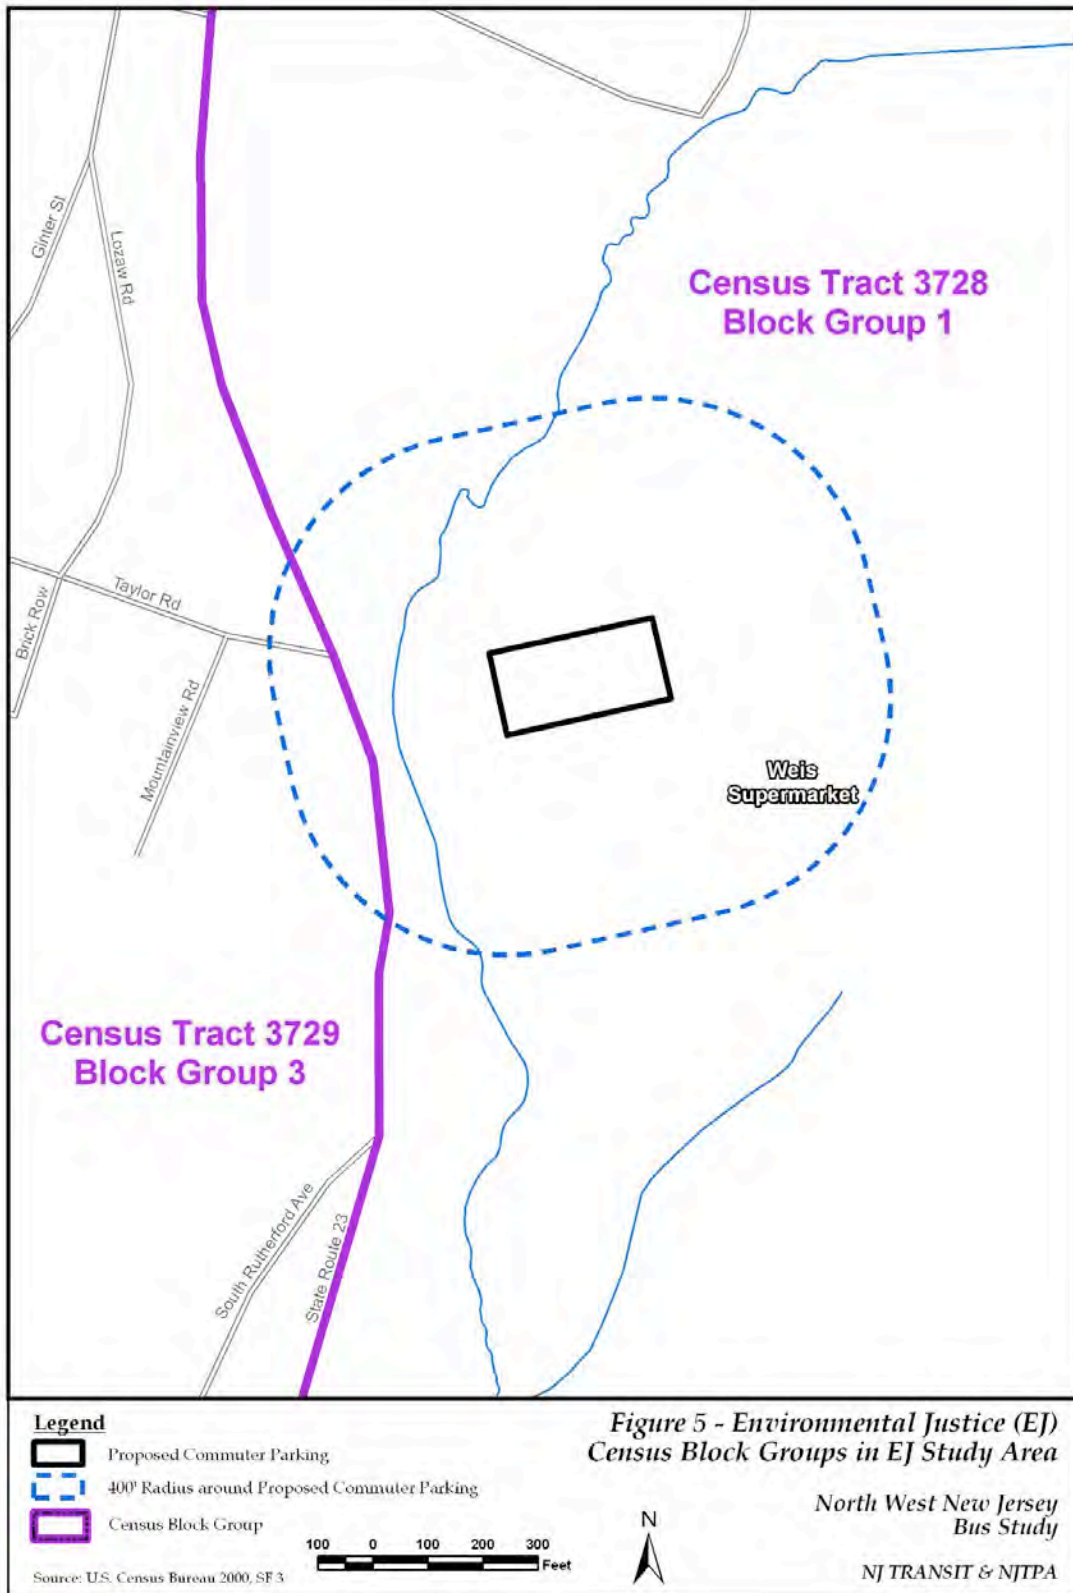 Ginter St
Lozaw Rd
Census Tract 3728
Block Group 1
Taylor Rd
Brick Row
Mountainview Rd
Weis
Supermarket
Census Tract 3729
Block Group 3
South Rutherford Ave
State Route 23
Legend
Proposed Commuter Parking
400' Radius around Proposed Commuter Parking
Census Block Group
Source: U.S. Census Bureau 2000, SF 3
100 0 100 200 300
Feet
N
Figure 5 - Environmental Justice (EJ)
Census Block Groups in EJ Study Area
North West New Jersey
Bus Study
NJ TRANSIT & NJTPA